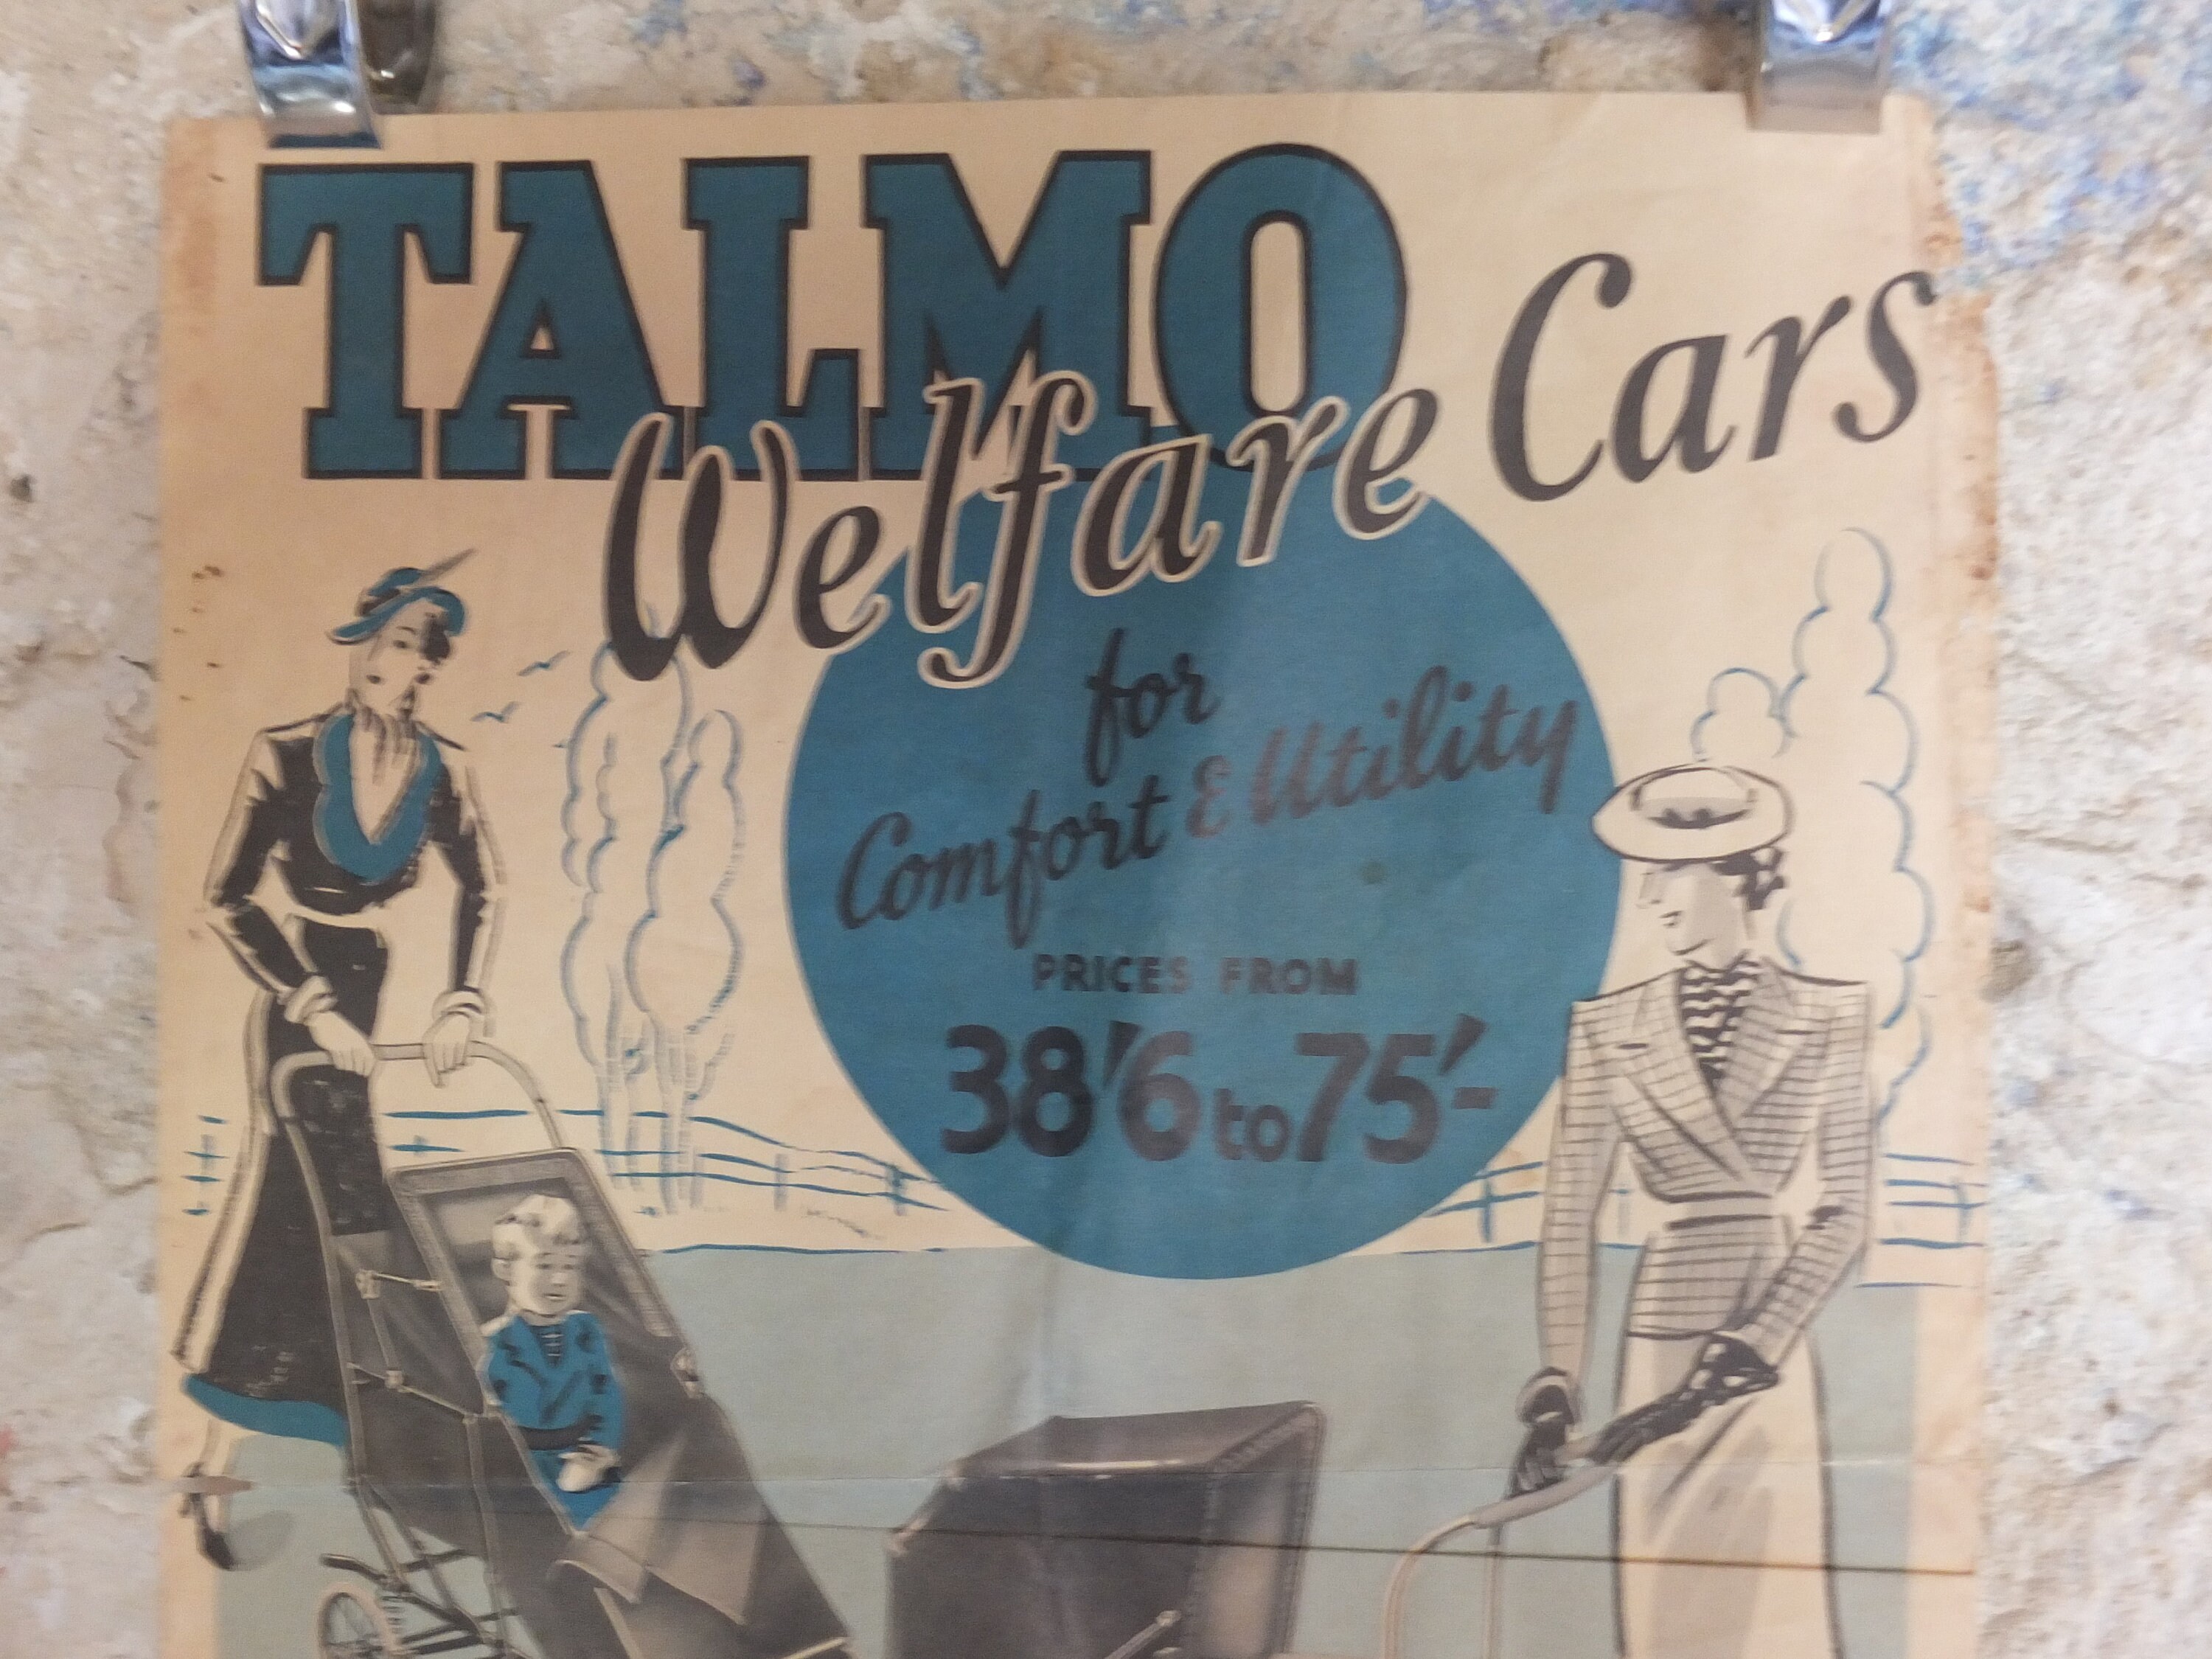 TALMO
Welfare Cars
for
Comfort & Utility
PRICES FROM
38'6 to 75'-